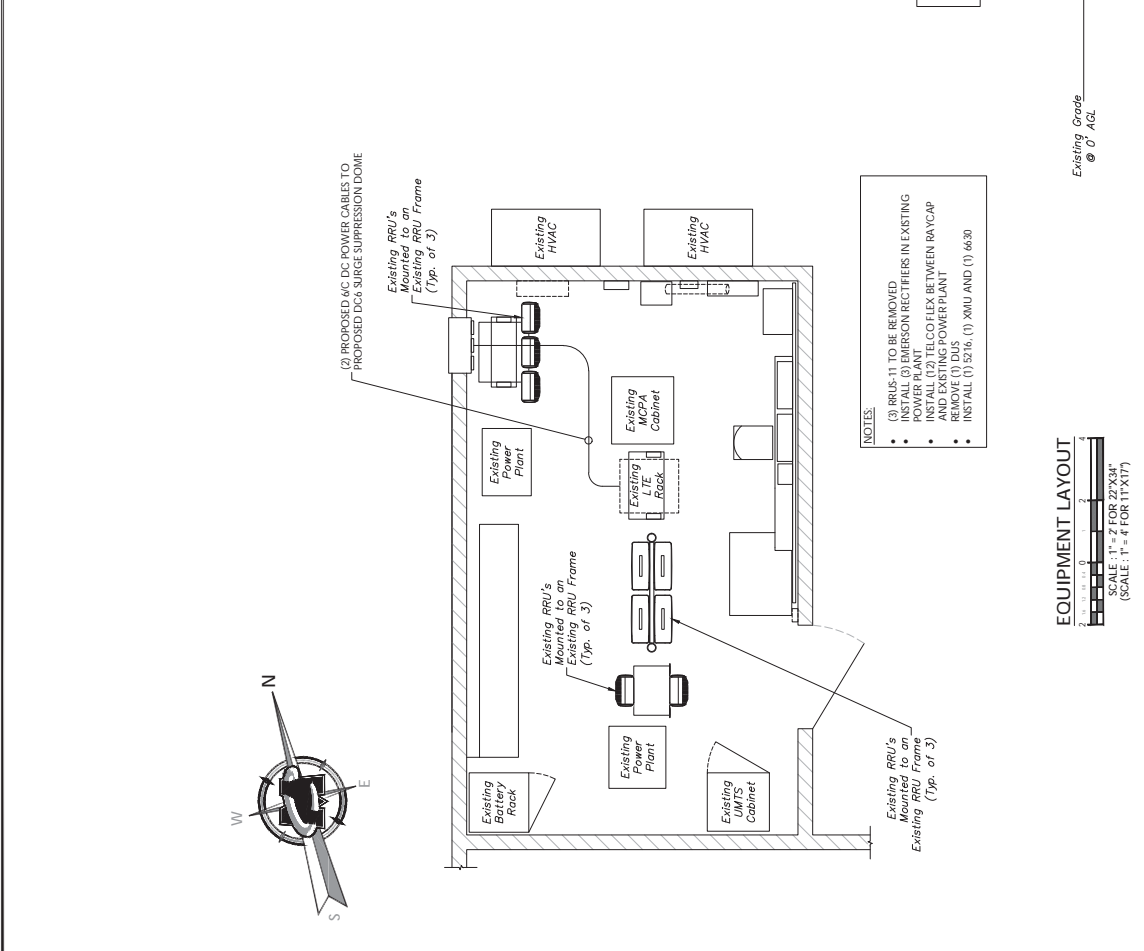 (2) PROPOSED 6/C DC POWER CABLES TO
PROPOSED DC6 SURGE SUPPRESSION DOME
Existing RRU's
Mounted to an
Existing RRU Frame
(Typ. of 3)
Existing
HVAC
Existing
HVAC
Existing
Power
Plant
Existing
MCPA
Cabinet
Existing
LTE
Rack
Existing RRU's
Mounted to an
Existing RRU Frame
(Typ. of 3)
Existing
Power
Plant
Existing
Battery
Rack
Existing
UMTS
Cabinet
Existing RRU's
Mounted to an
Existing RRU Frame
(Typ. of 3)
N
W
E
S
NOTES:
• (3) RRUS-11 TO BE REMOVED
• INSTALL (3) EMERSON RECTIFIERS IN EXISTING
POWER PLANT
• INSTALL (12) TELCOFLEX BETWEEN RAYCAP
AND EXISTING POWER PLANT
• REMOVE (1) DUS
• INSTALL (1) 5216, (1) XMU AND (1) 6630
Existing Grade
@ 0' AGL
EQUIPMENT LAYOUT
2 0 1 2 4
SCALE : 1" = 2' FOR 22"X34"
(SCALE : 1" = 4' FOR 11"X17")